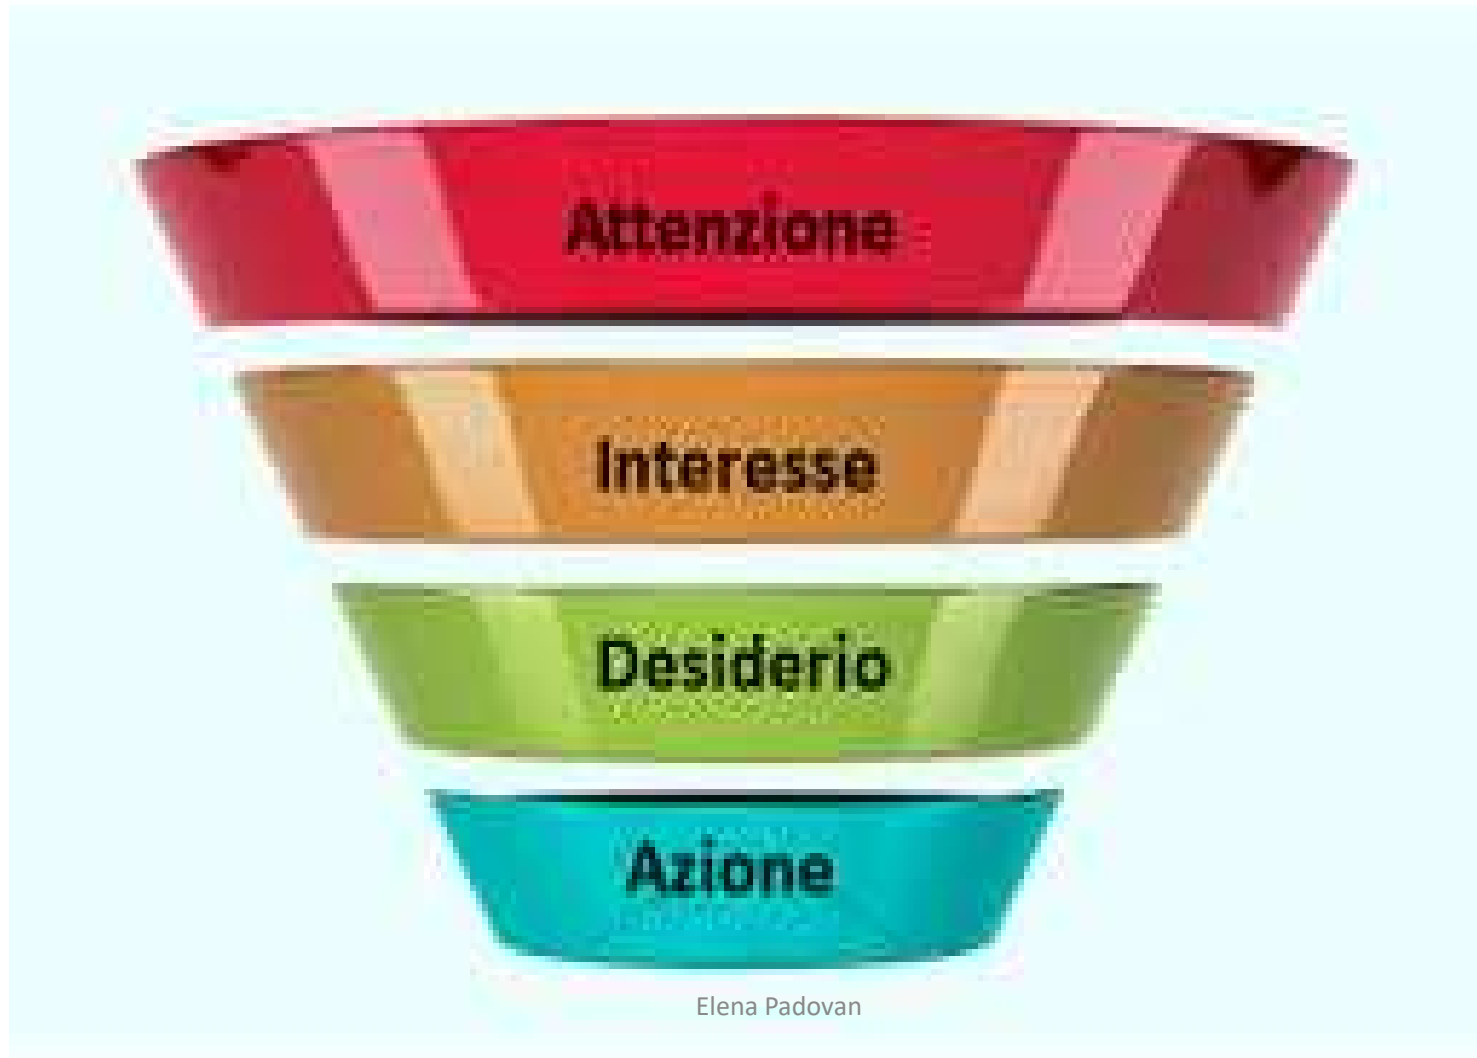 Attenzione
Interesse
Desiderio
Azione
Elena Padovan